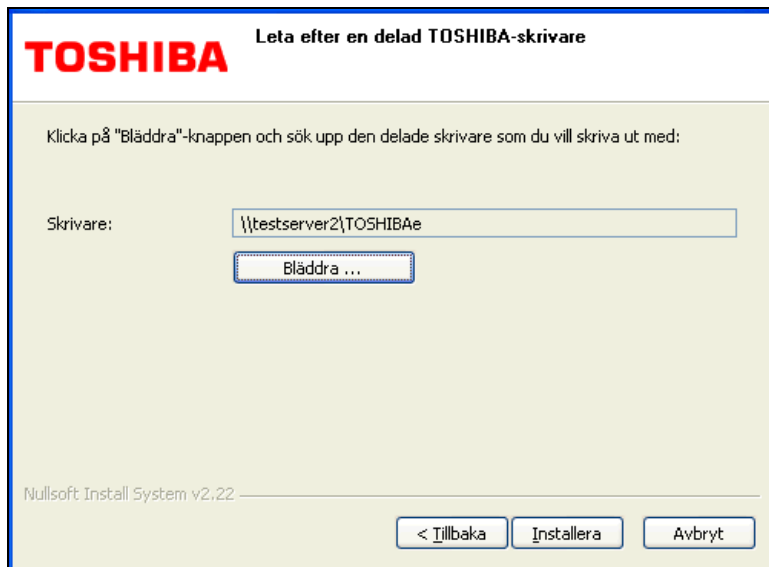 Leta efter en delad TOSHIBA-skrivare
TOSHIBA
Klicka på "Bläddra"-knappen och sök upp den delade skrivare som du vill skriva ut med:
Skrivare:
\\testserver2\TOSHIBAe
Bläddra ...
Nullsoft Install System v2.22
< Tillbaka
Installera
Avbryt